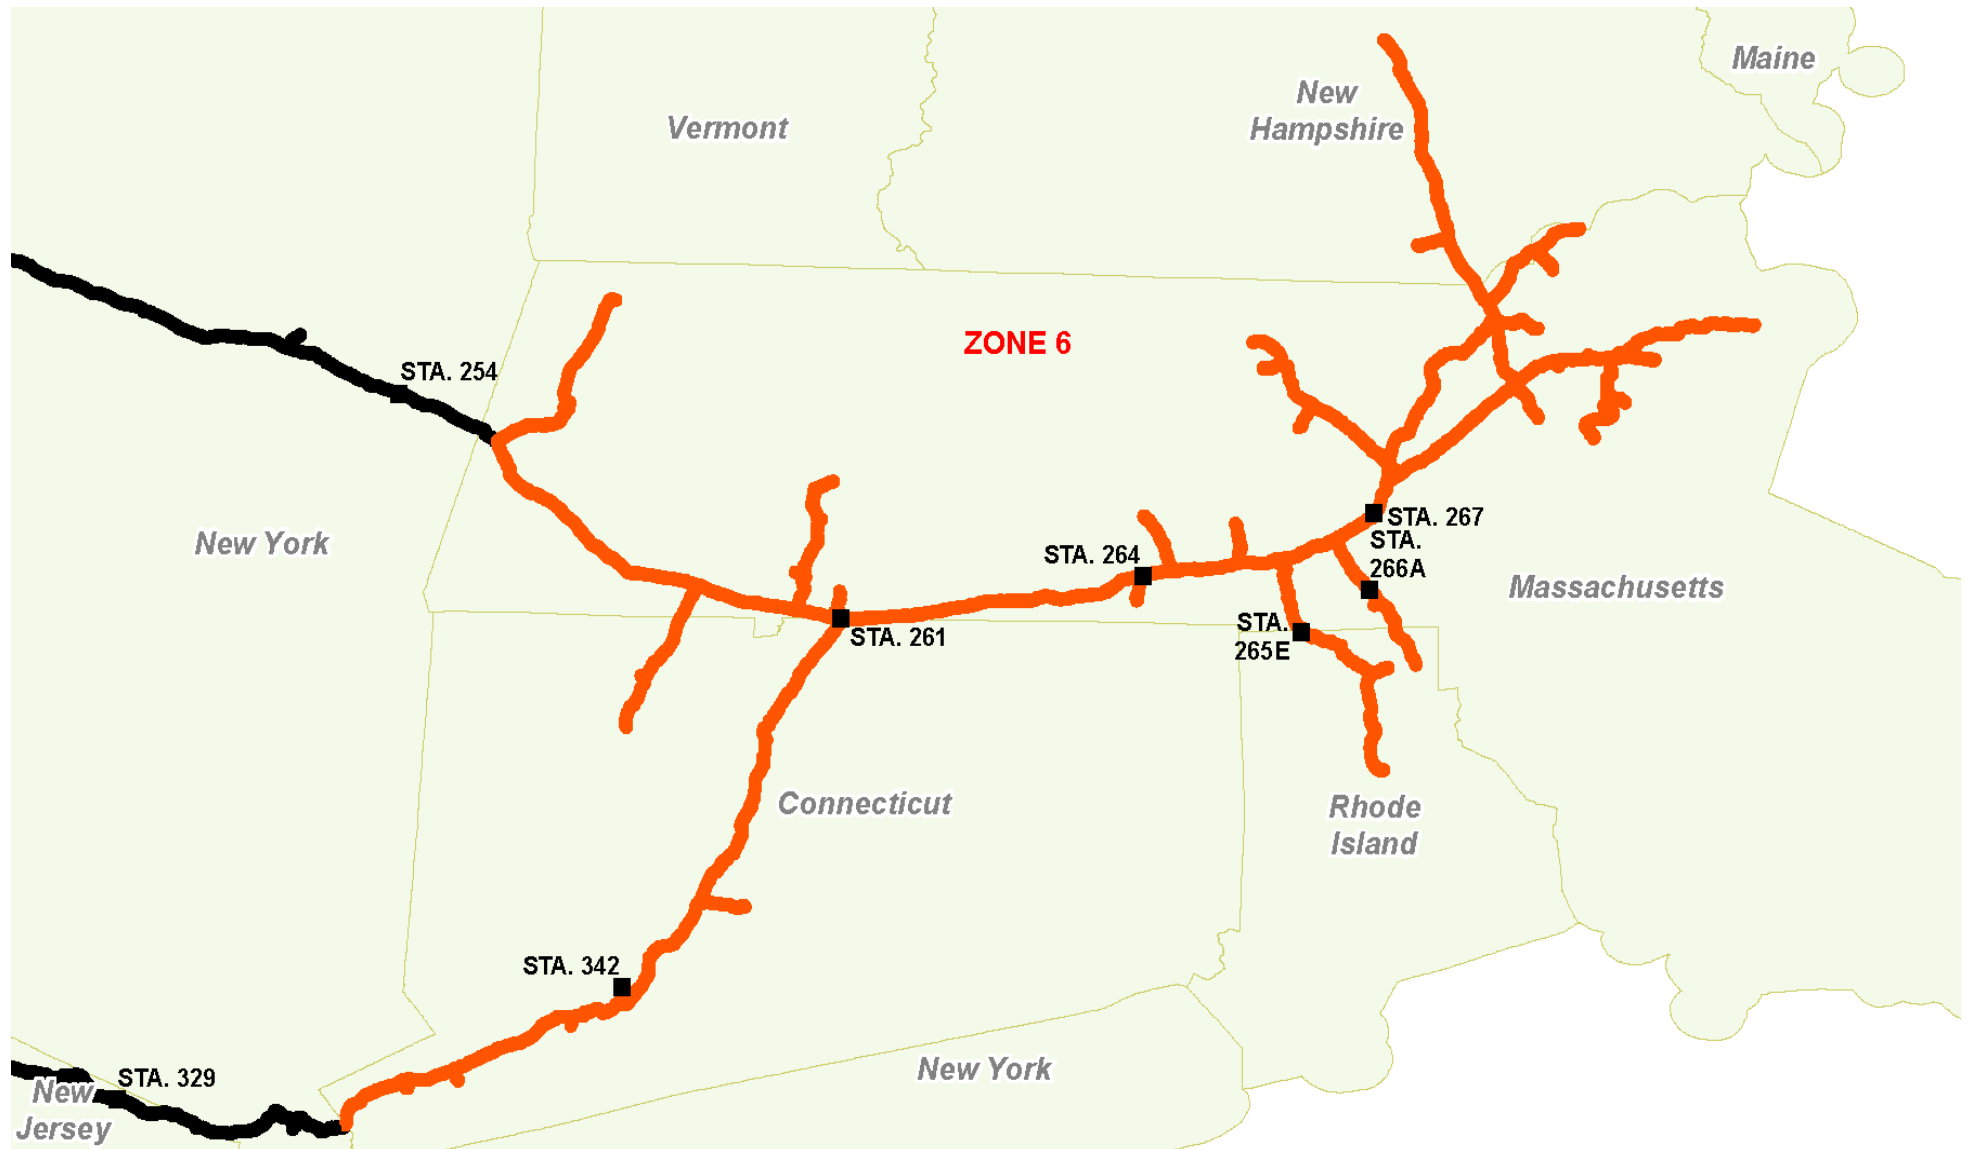 Maine
New
Hampshire
Vermont
ZONE 6
STA. 254
New York
STA. 267
STA.
266A
STA. 264
Massachusetts
STA. 261
STA.
265E
Connecticut
Rhode
Island
STA. 342
New York
STA. 329
New
Jersey